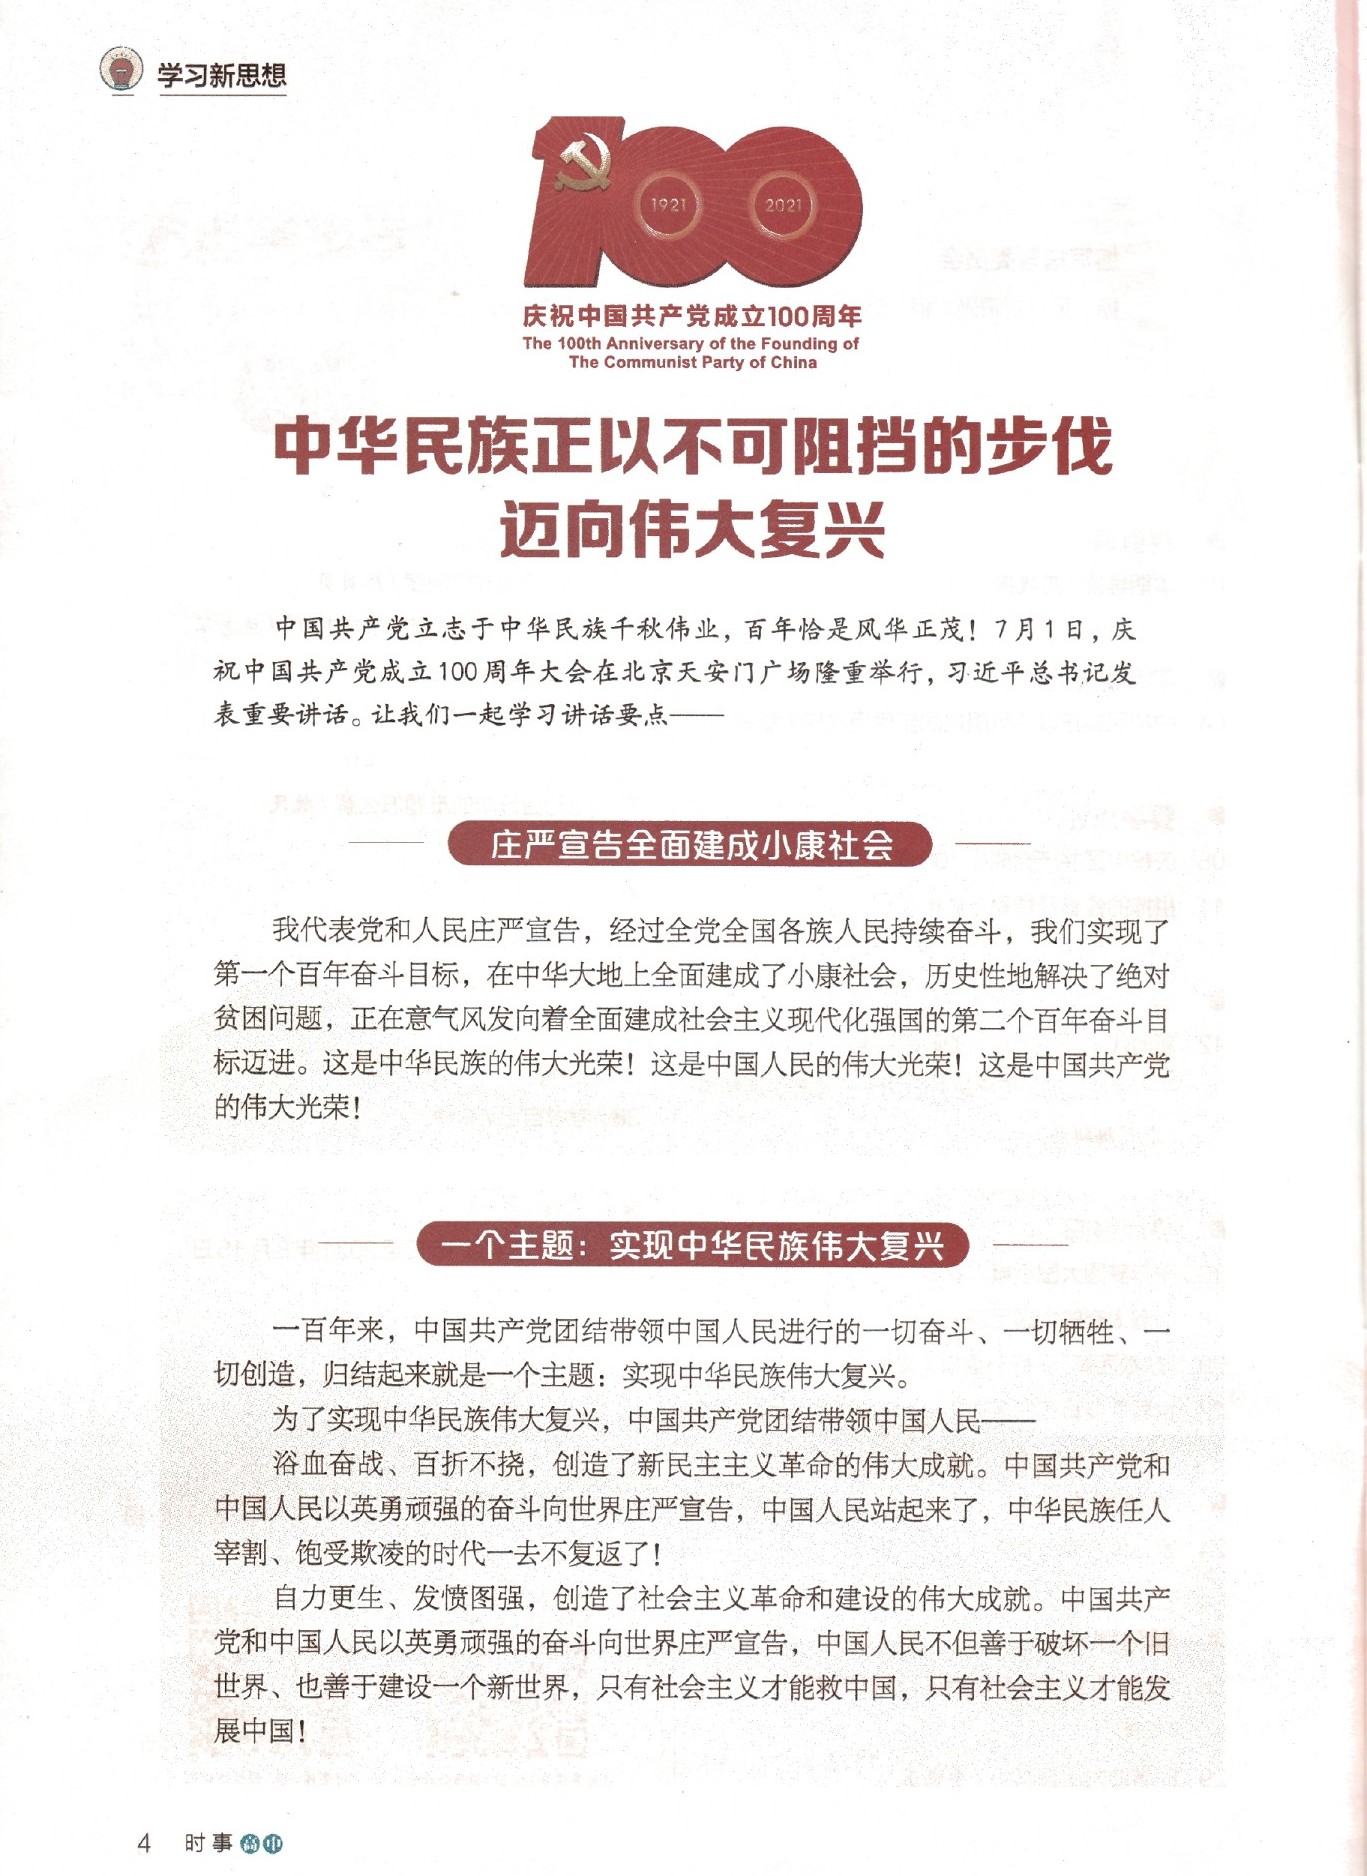 学习新思想
1921
2021
庆祝中国共产党成立100周年
The 100th Anniversary of the Founding of
The Communist Party of China
中华民族正以不可阻挡的步伐
迈向伟大复兴
中国共产党立志于中华民族千秋伟业，百年恰是风华正茂！7月1日，庆
祝中国共产党成立100周年大会在北京天安门广场隆重举行，习近平总书记发
表重要讲话。让我们一起学习讲话要点——
庄严宣告全面建成小康社会
我代表党和人民庄严宣告，经过全党全国各族人民持续奋斗，我们实现了
第一个百年奋斗目标，在中华大地上全面建成了小康社会，历史性地解决了绝对
贫困问题，正在意气风发向着全面建成社会主义现代化强国的第二个百年奋斗目
标迈进。这是中华民族的伟大光荣！这是中国人民的伟大光荣！这是中国共产党
的伟大光荣！
一个主题：实现中华民族伟大复兴
一百年来，中国共产党团结带领中国人民进行的一切奋斗、一切牺牲、一
切创造，归结起来就是一个主题：实现中华民族伟大复兴。
为了实现中华民族伟大复兴，中国共产党团结带领中国人民——
浴血奋战、百折不挠，创造了新民主主义革命的伟大成就。中国共产党和
中国人民以英勇顽强的奋斗向世界庄严宣告，中国人民站起来了，中华民族任人
宰割、饱受欺凌的时代一去不复返了！
自力更生、发愤图强，创造了社会主义革命和建设的伟大成就。中国共产
党和中国人民以英勇顽强的奋斗向世界庄严宣告，中国人民不但善于破坏一个旧
世界、也善于建设一个新世界，只有社会主义才能救中国，只有社会主义才能发
展中国！
4 时事高中